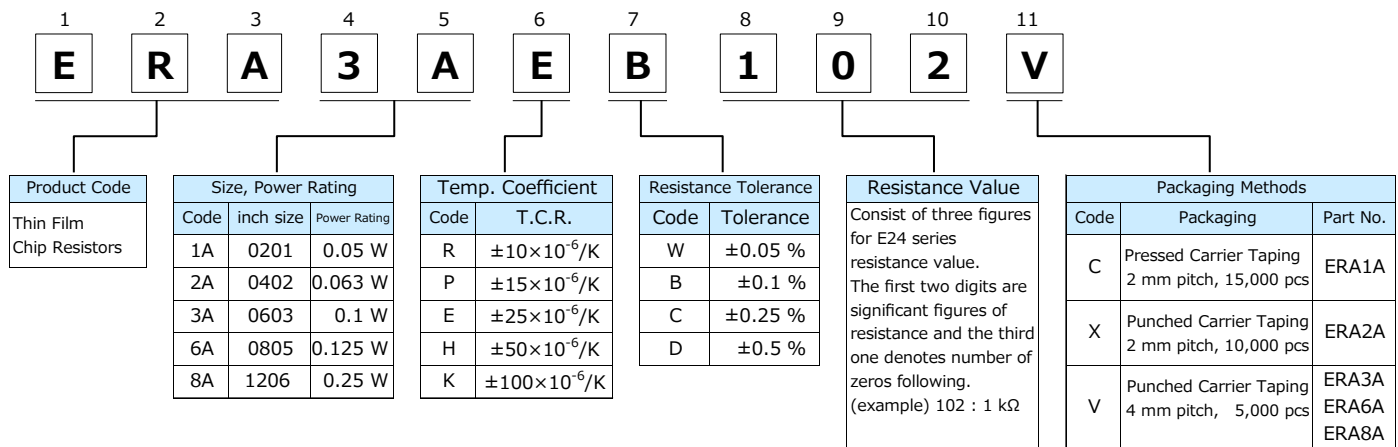 1 2 3 4 5 6 7 8 9 10 11
E R A 3 A E B 1 0 2 V
Product Code
Thin Film
Chip Resistors
Size, Power Rating
Code inch size Power Rating
1A 0201 0.05 W
2A 0402 0.063 W
3A 0603 0.1 W
6A 0805 0.125 W
8A 1206 0.25 W
Temp. Coefficient
Code T.C.R.
R ±10×10⁻⁶/K
P ±15×10⁻⁶/K
E ±25×10⁻⁶/K
H ±50×10⁻⁶/K
K ±100×10⁻⁶/K
Resistance Tolerance
Code Tolerance
W ±0.05 %
B ±0.1 %
C ±0.25 %
D ±0.5 %
Resistance Value
Consist of three figures
for E24 series
resistance value.
The first two digits are
significant figures of
resistance and the third
one denotes number of
zeros following.
(example) 102 : 1 kΩ
Packaging Methods
Code Packaging Part No.
C Pressed Carrier Taping
2 mm pitch, 15,000 pcs ERA1A
X Punched Carrier Taping
2 mm pitch, 10,000 pcs ERA2A
V Punched Carrier Taping
4 mm pitch, 5,000 pcs
ERA3A
ERA6A
ERA8A